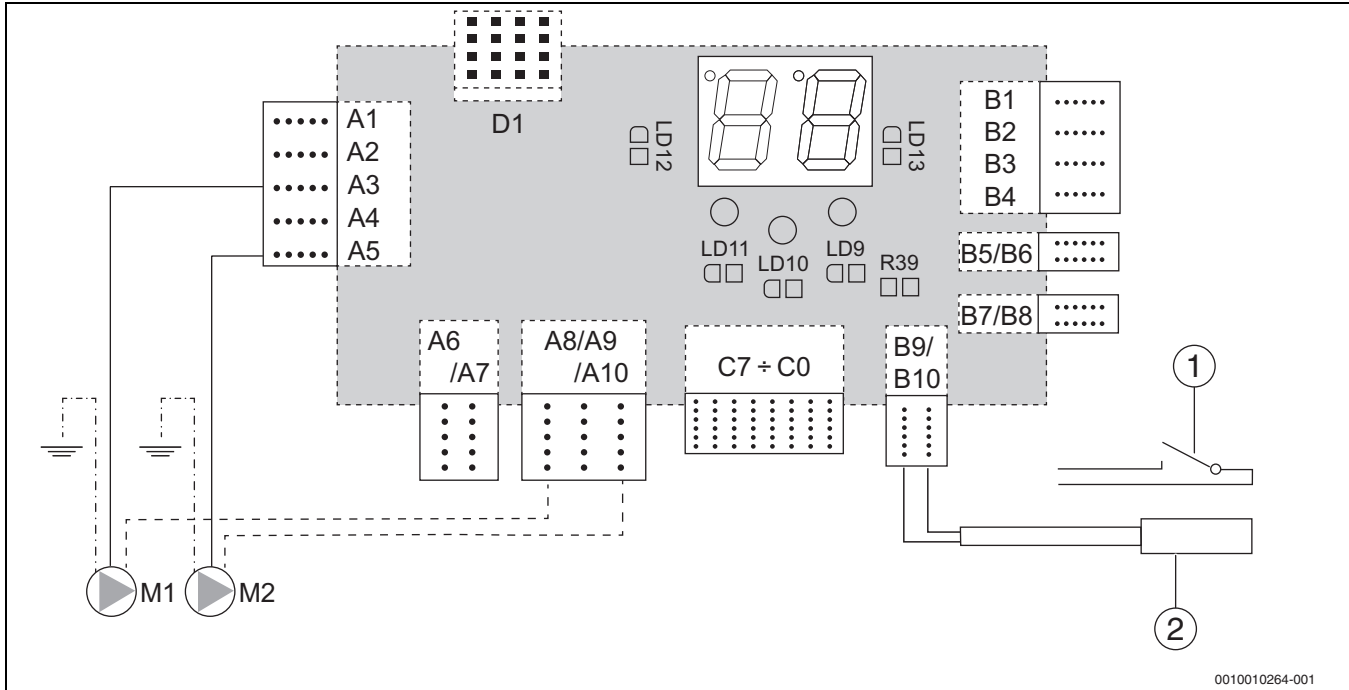 D1
A1
A2
A3
A4
A5
LD12
LD13
B1
B2
B3
B4
LD11
LD10
LD9
R39
B5/B6
B7/B8
A6
/A7
A8/A9
/A10
C7 ÷ C0
B9/
B10
1
M1
M2
2
0010010264-001